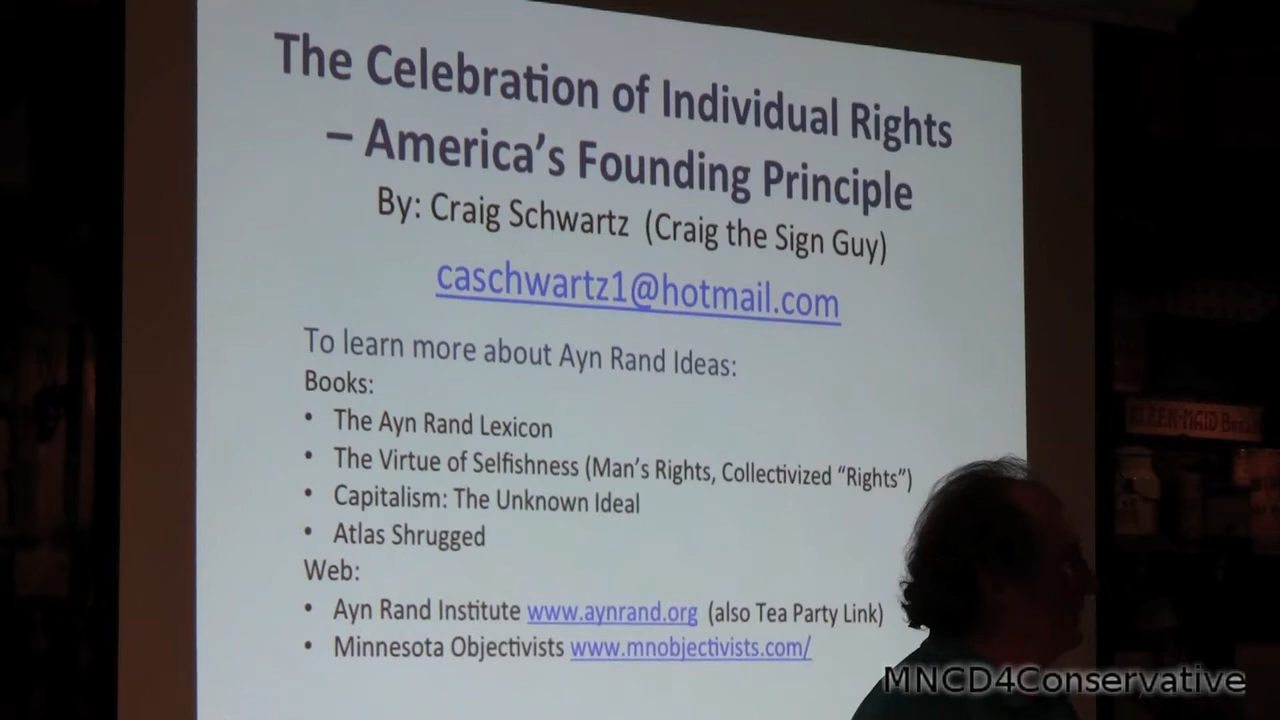 The Celebration of Individual Rights
– America's Founding Principle
By: Craig Schwartz (Craig the Sign Guy)
caschwartz1@hotmail.com
To learn more about Ayn Rand Ideas:
Books:
• The Ayn Rand Lexicon
• The Virtue of Selfishness (Man's Rights, Collectivized “Rights”)
• Capitalism: The Unknown Ideal
• Atlas Shrugged
Web:
• Ayn Rand Institute www.aynrand.org (also Tea Party Link)
• Minnesota Objectivists www.mnobjectivists.com/
MNCD4Conservative